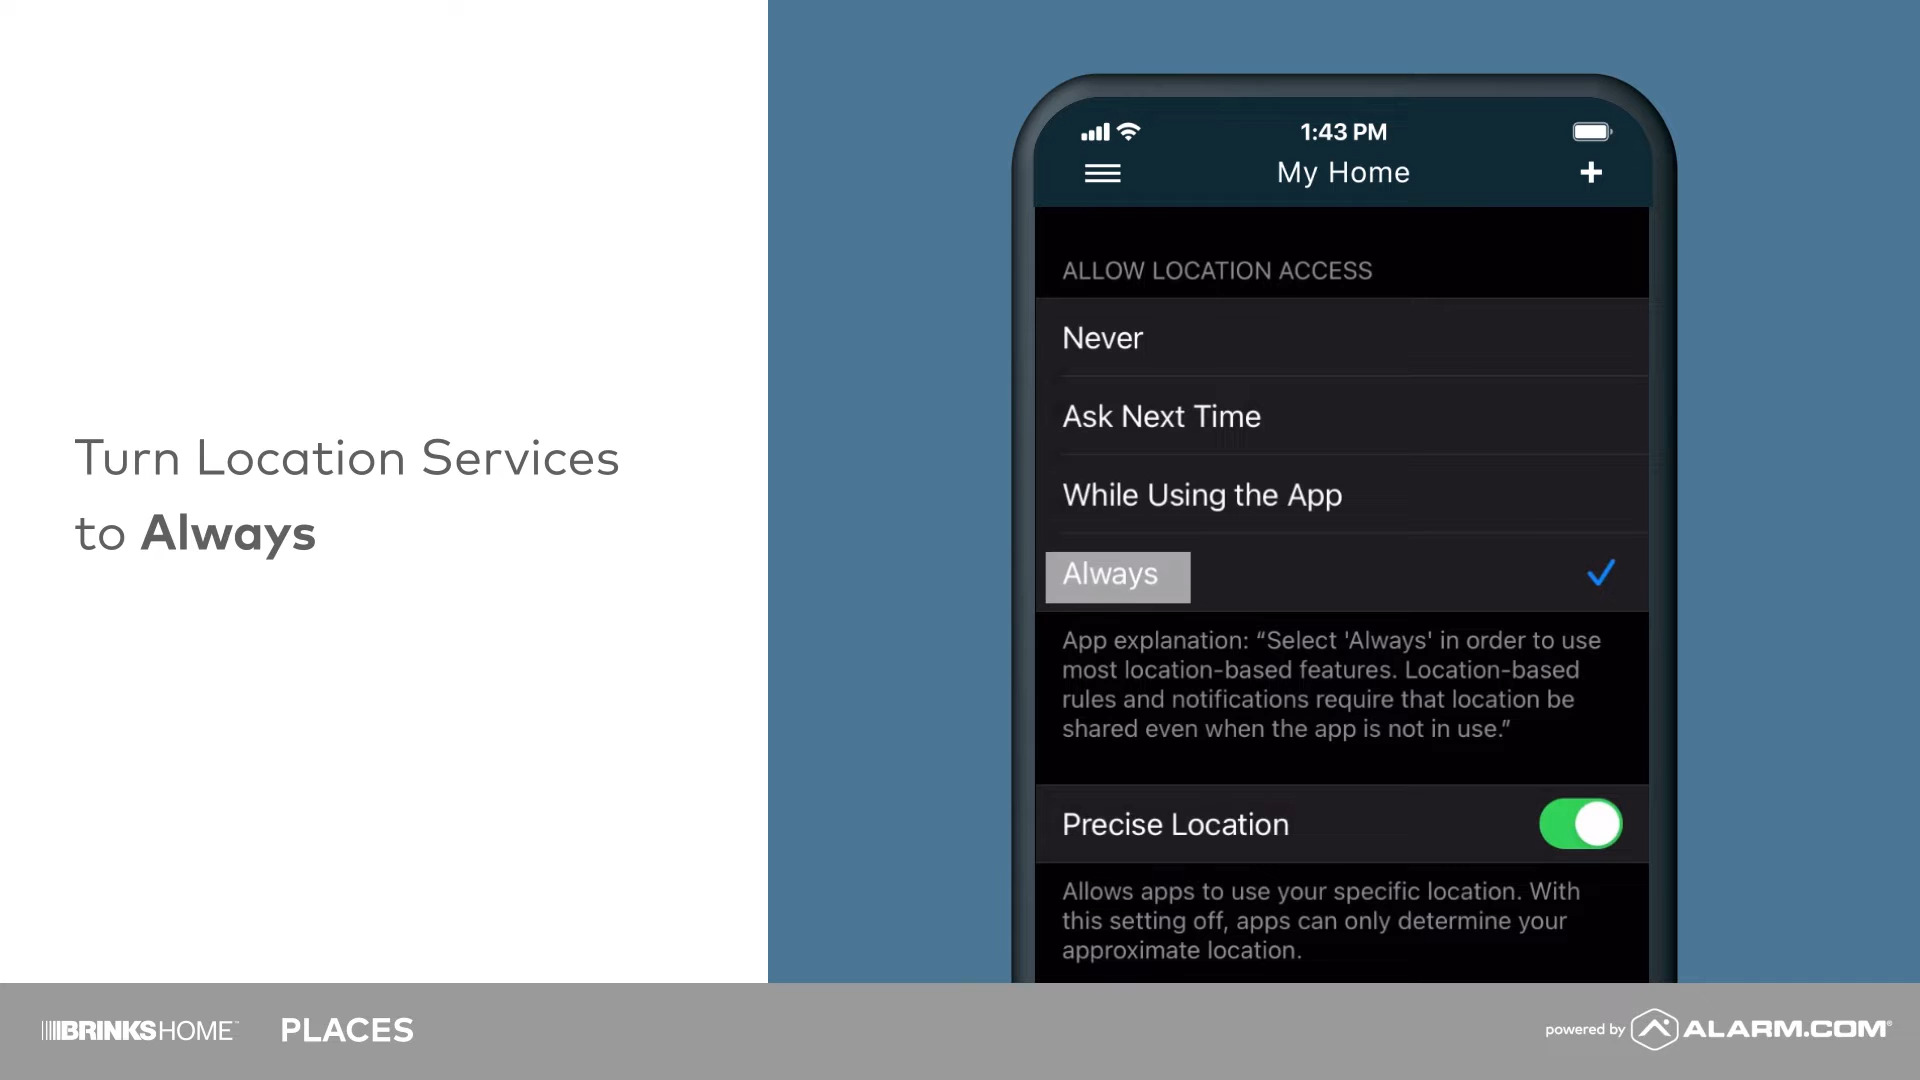 Turn Location Services
to Always
1:43 PM
My Home
ALLOW LOCATION ACCESS
Never
Ask Next Time
While Using the App
Always
App explanation: “Select 'Always' in order to use
most location-based features. Location-based
rules and notifications require that location be
shared even when the app is not in use.”
Precise Location
Allows apps to use your specific location. With
this setting off, apps can only determine your
approximate location.
BRINKS HOME™ PLACES
powered by ALARM.COM®